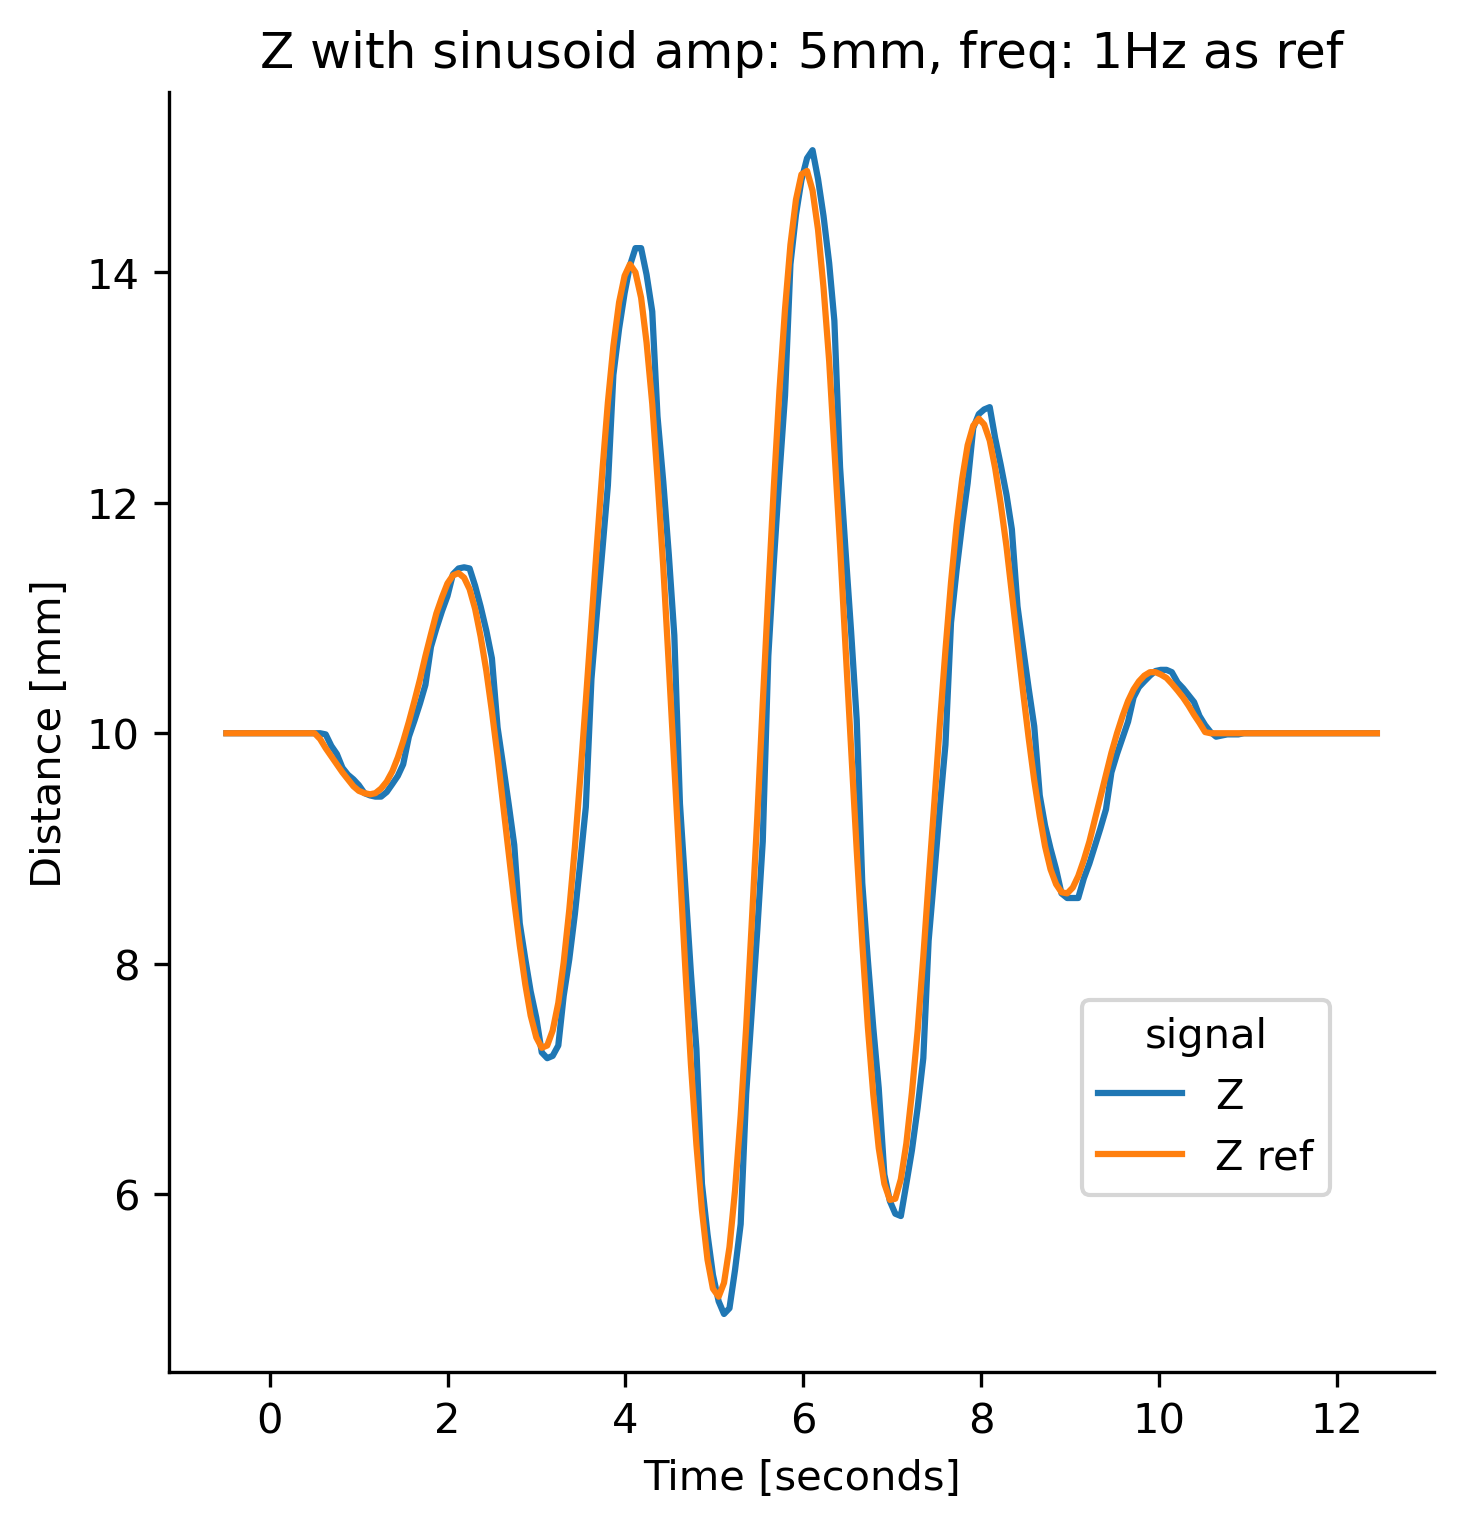 Z with sinusoid amp: 5mm, freq: 1Hz as ref
Distance [mm]
14
12
10
8
6
signal
Z
Z ref
0 2 4 6 8 10 12
Time [seconds]